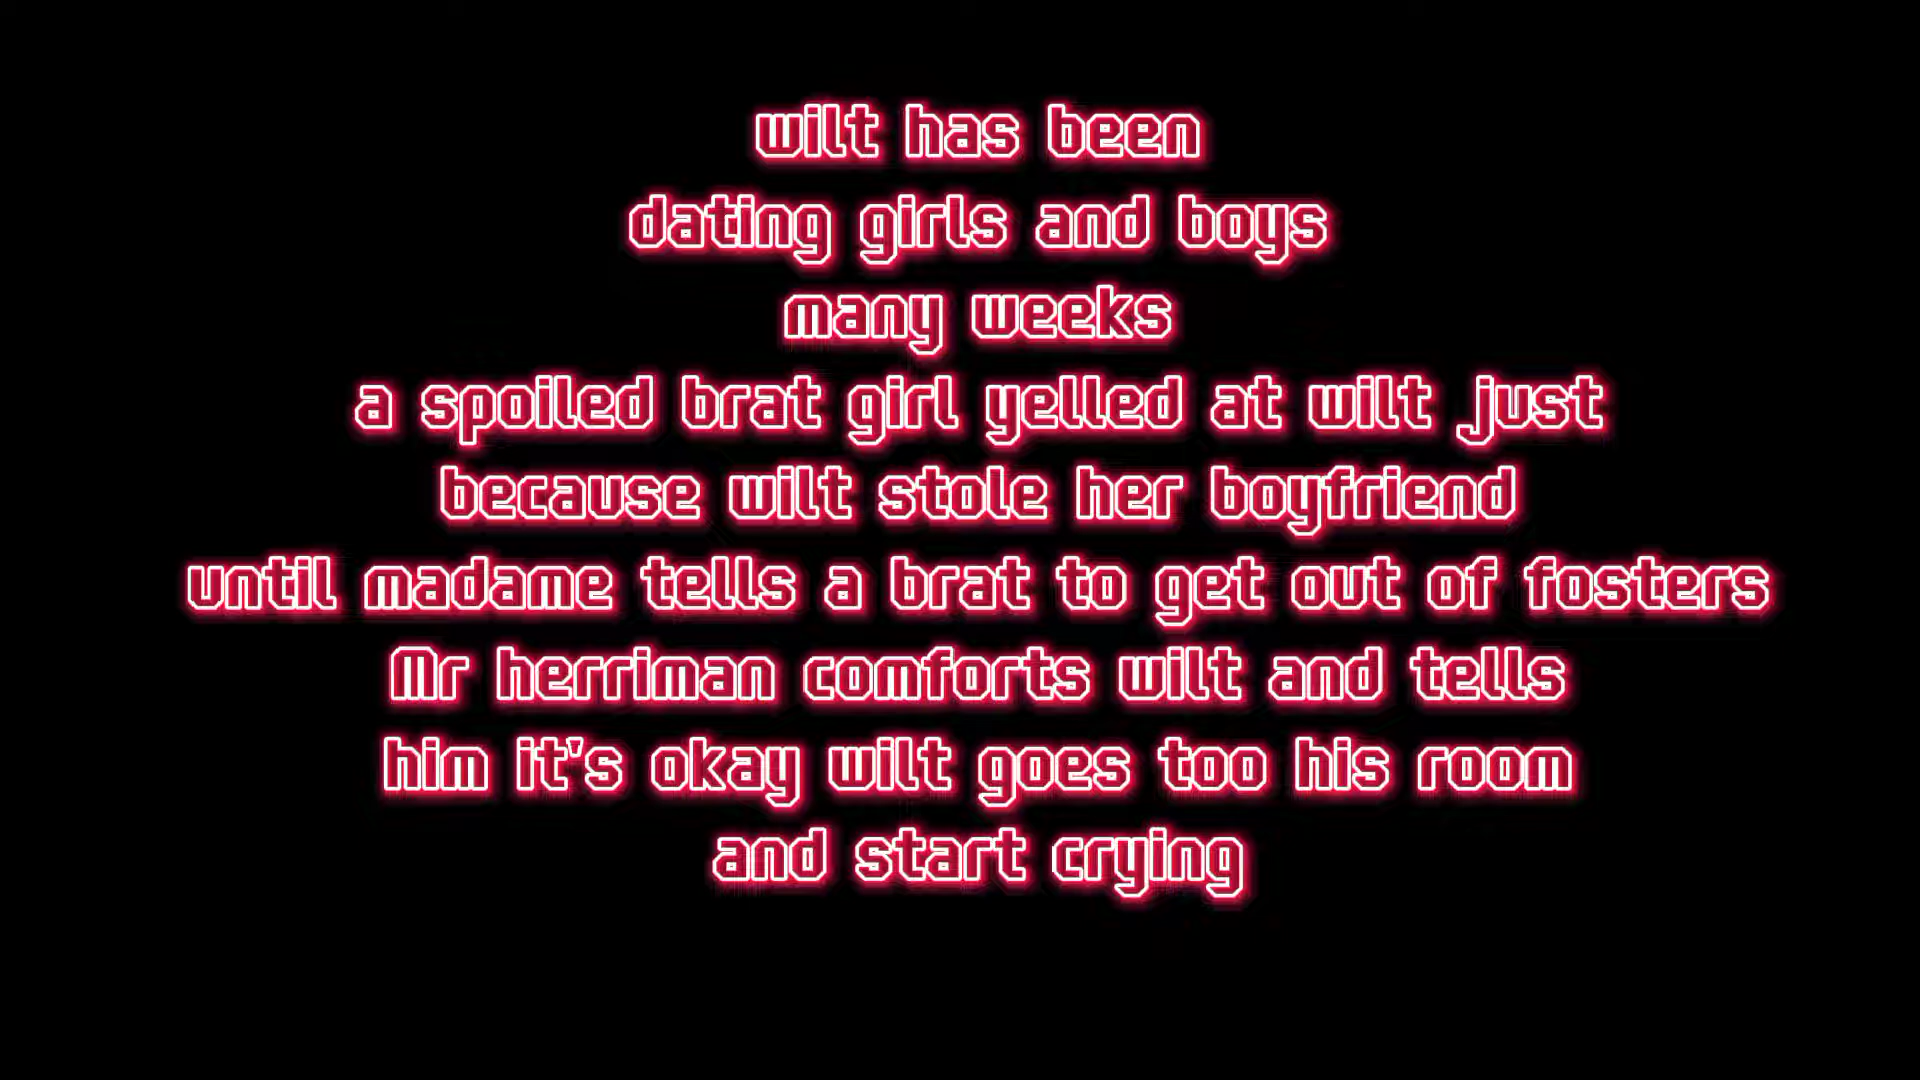 wilt has been
dating girls and boys
many weeks
a spoiled brat girl yelled at wilt just
because wilt stole her boyfriend
until madame tells a brat to get out of fosters
Mr herriman comforts wilt and tells
him it's okay wilt goes too his room
and start crying